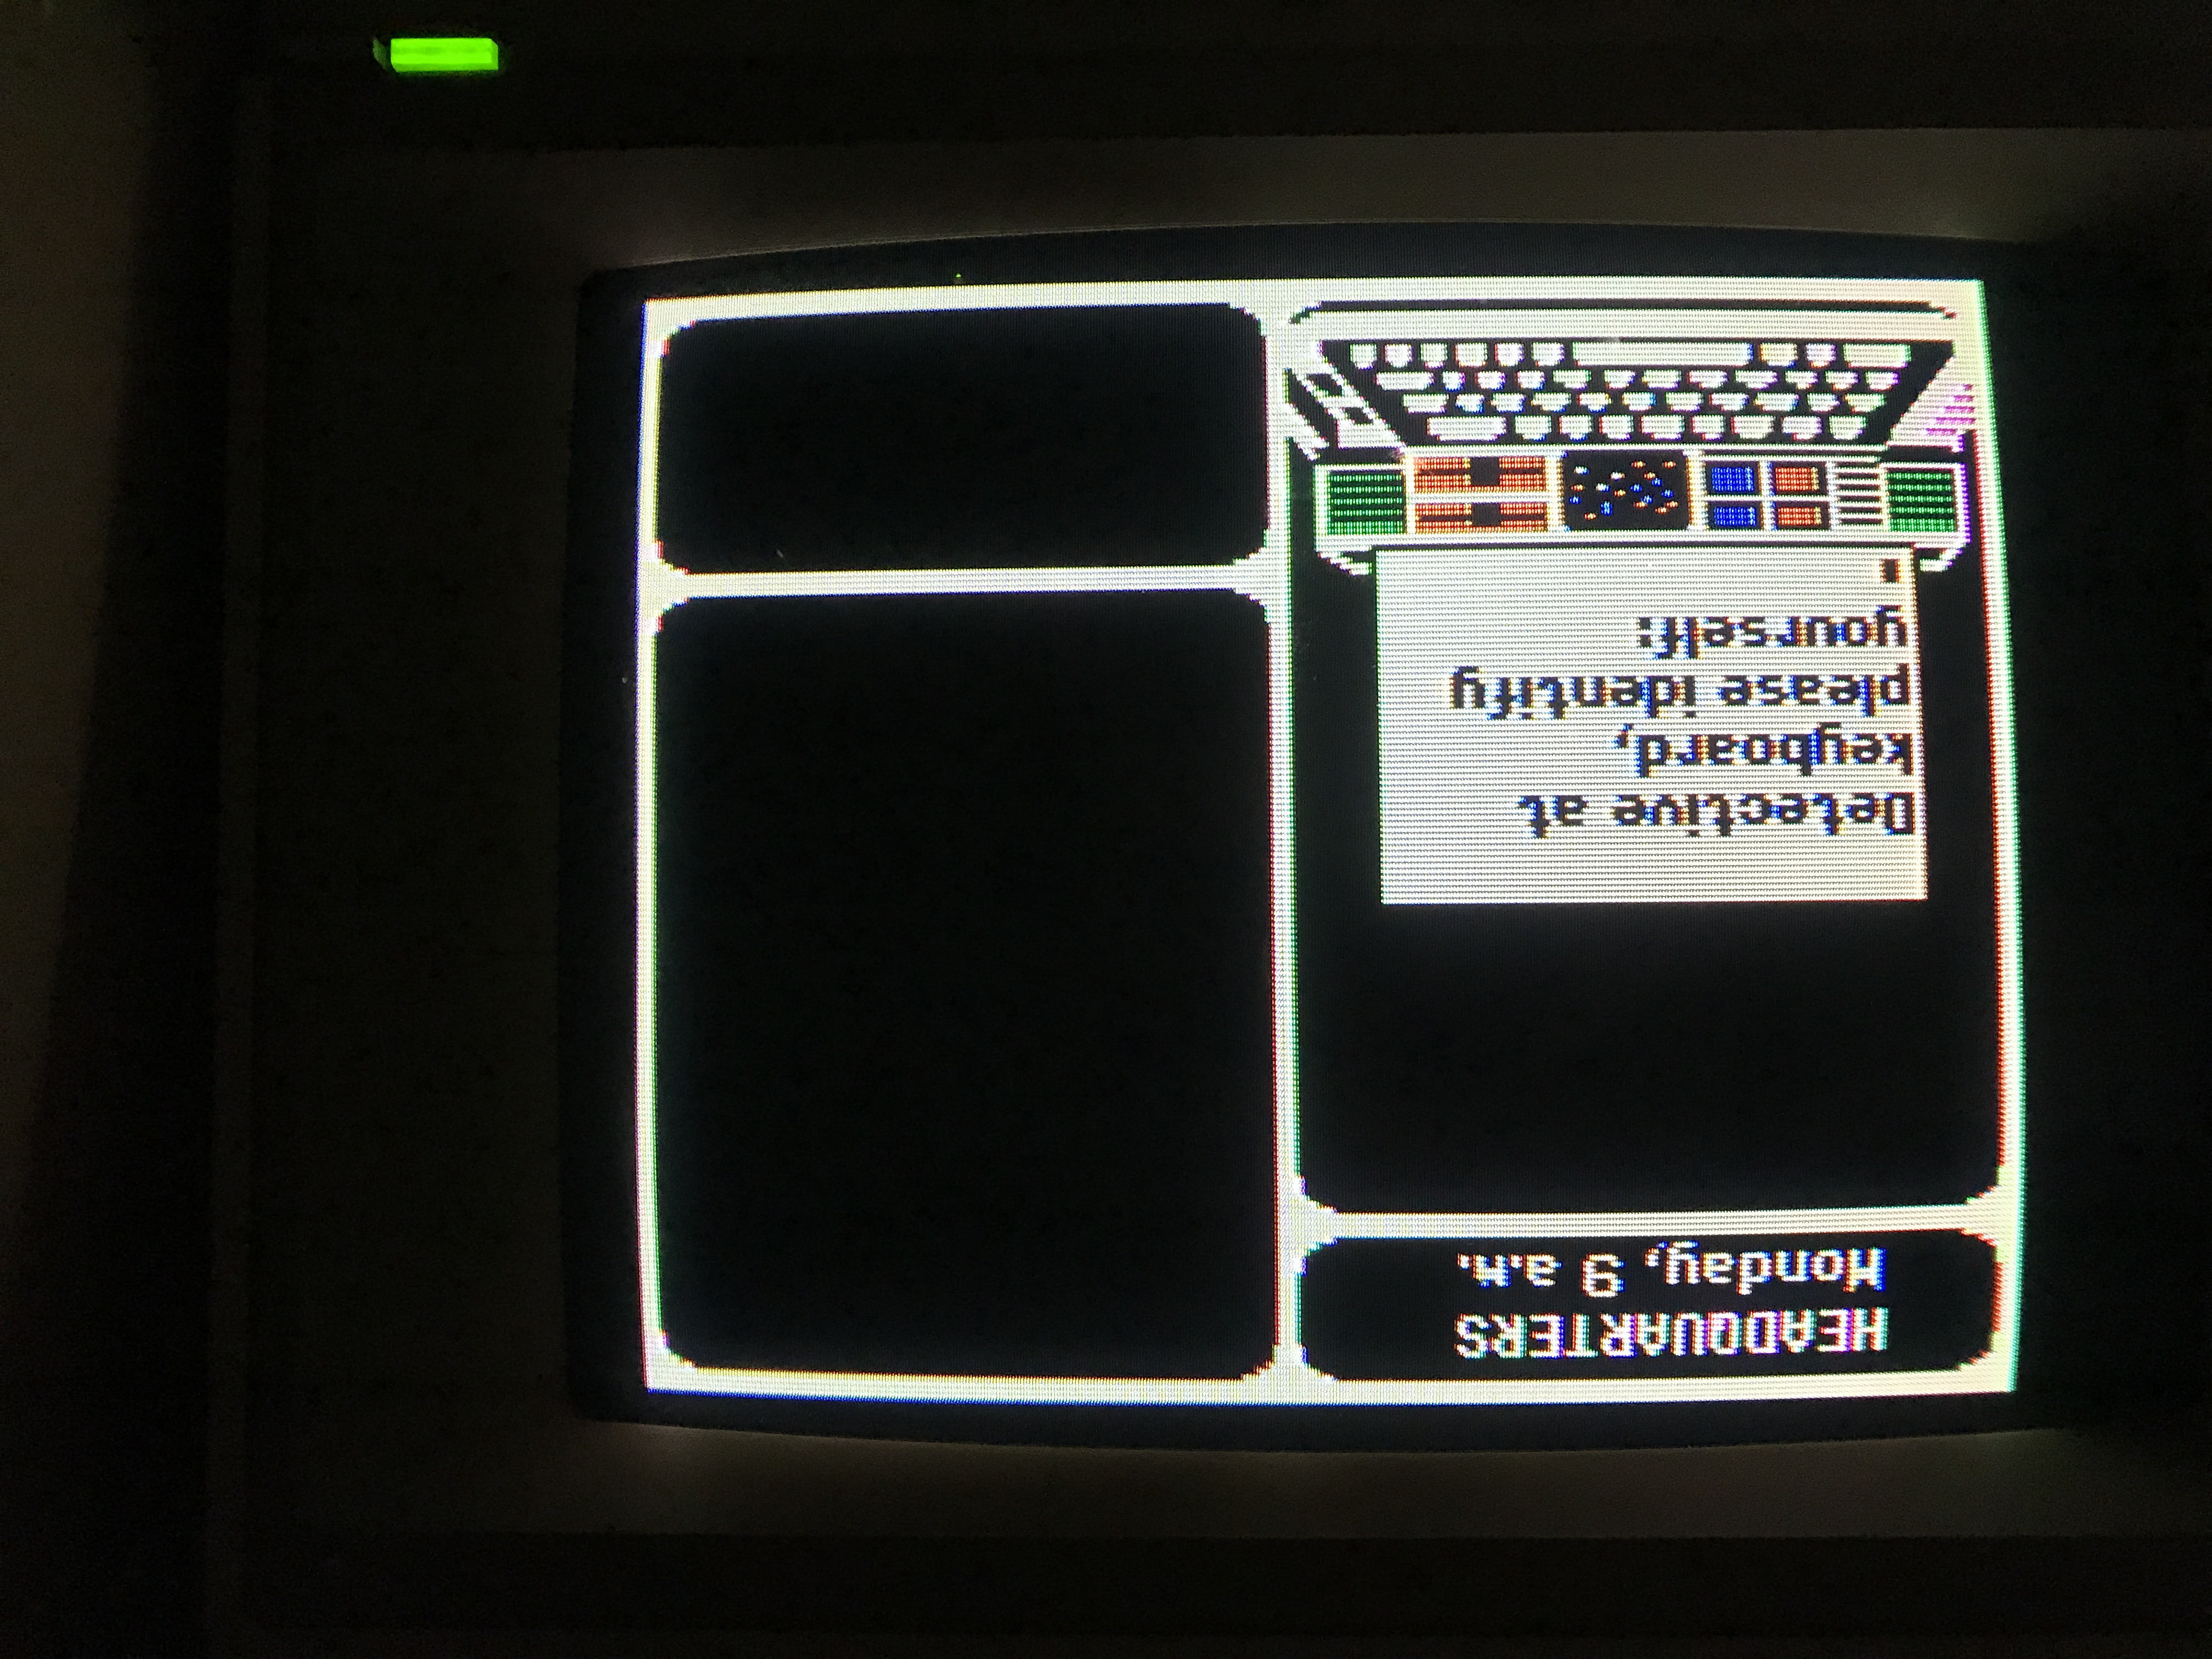 HEADQUARTERS
Monday, 9 a.m.
Detective at
keyboard,
please identify
yourself: